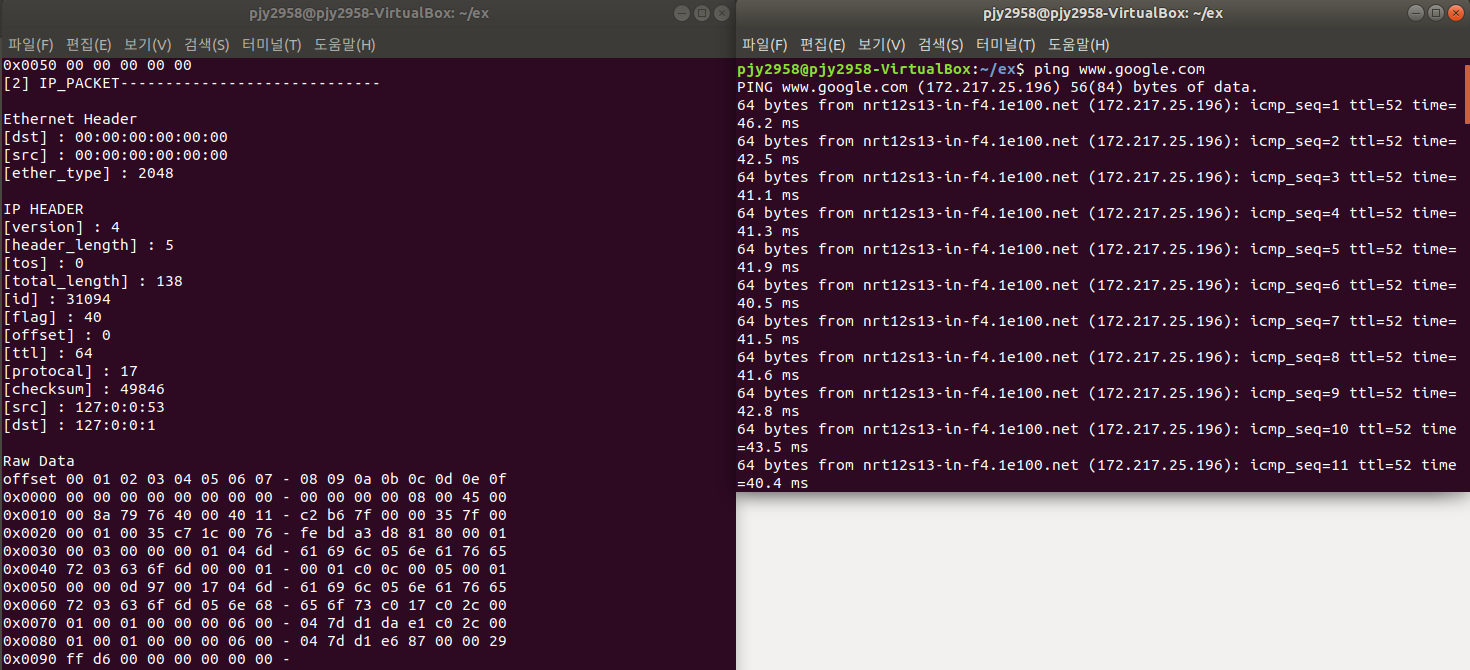 pjy2958@pjy2958-VirtualBox: ~/ex
파일(F) 편집(E) 보기(V) 검색(S) 터미널(T) 도움말(H)
0x0050 00 00 00 00 00
[2] IP_PACKET-----------------------------
Ethernet Header
[dst] : 00:00:00:00:00:00
[src] : 00:00:00:00:00:00
[ether_type] : 2048
IP HEADER
[version] : 4
[header_length] : 5
[tos] : 0
[total_length] : 138
[id] : 31094
[flag] : 40
[offset] : 0
[ttl] : 64
[protocal] : 17
[checksum] : 49846
[src] : 127:0:0:53
[dst] : 127:0:0:1
Raw Data
offset 00 01 02 03 04 05 06 07 - 08 09 0a 0b 0c 0d 0e 0f
0x0000 00 00 00 00 00 00 00 00 - 00 00 00 00 08 00 45 00
0x0010 00 8a 79 76 40 00 40 11 - c2 b6 7f 00 00 35 7f 00
0x0020 00 01 00 35 c7 1c 00 76 - fe bd a3 d8 81 80 00 01
0x0030 00 03 00 00 00 01 04 6d - 61 69 6c 05 6e 61 76 65
0x0040 72 03 63 6f 6d 00 00 01 - 00 01 c0 0c 00 05 00 01
0x0050 00 00 0d 97 00 17 04 6d - 61 69 6c 05 6e 61 76 65
0x0060 72 03 63 6f 6d 05 6e 68 - 65 6f 73 c0 17 c0 2c 00
0x0070 01 00 01 00 00 00 06 00 - 04 7d d1 da e1 c0 2c 00
0x0080 01 00 01 00 00 00 06 00 - 04 7d d1 e6 87 00 00 29
0x0090 ff d6 00 00 00 00 00 00 -
pjy2958@pjy2958-VirtualBox: ~/ex
파일(F) 편집(E) 보기(V) 검색(S) 터미널(T) 도움말(H)
pjy2958@pjy2958-VirtualBox:~/ex$ ping www.google.com
PING www.google.com (172.217.25.196) 56(84) bytes of data.
64 bytes from nrt12s13-in-f4.1e100.net (172.217.25.196): icmp_seq=1 ttl=52 time=
46.2 ms
64 bytes from nrt12s13-in-f4.1e100.net (172.217.25.196): icmp_seq=2 ttl=52 time=
42.5 ms
64 bytes from nrt12s13-in-f4.1e100.net (172.217.25.196): icmp_seq=3 ttl=52 time=
41.1 ms
64 bytes from nrt12s13-in-f4.1e100.net (172.217.25.196): icmp_seq=4 ttl=52 time=
41.3 ms
64 bytes from nrt12s13-in-f4.1e100.net (172.217.25.196): icmp_seq=5 ttl=52 time=
41.9 ms
64 bytes from nrt12s13-in-f4.1e100.net (172.217.25.196): icmp_seq=6 ttl=52 time=
40.5 ms
64 bytes from nrt12s13-in-f4.1e100.net (172.217.25.196): icmp_seq=7 ttl=52 time=
41.5 ms
64 bytes from nrt12s13-in-f4.1e100.net (172.217.25.196): icmp_seq=8 ttl=52 time=
41.6 ms
64 bytes from nrt12s13-in-f4.1e100.net (172.217.25.196): icmp_seq=9 ttl=52 time=
42.8 ms
64 bytes from nrt12s13-in-f4.1e100.net (172.217.25.196): icmp_seq=10 ttl=52 time
=43.5 ms
64 bytes from nrt12s13-in-f4.1e100.net (172.217.25.196): icmp_seq=11 ttl=52 time
=40.4 ms